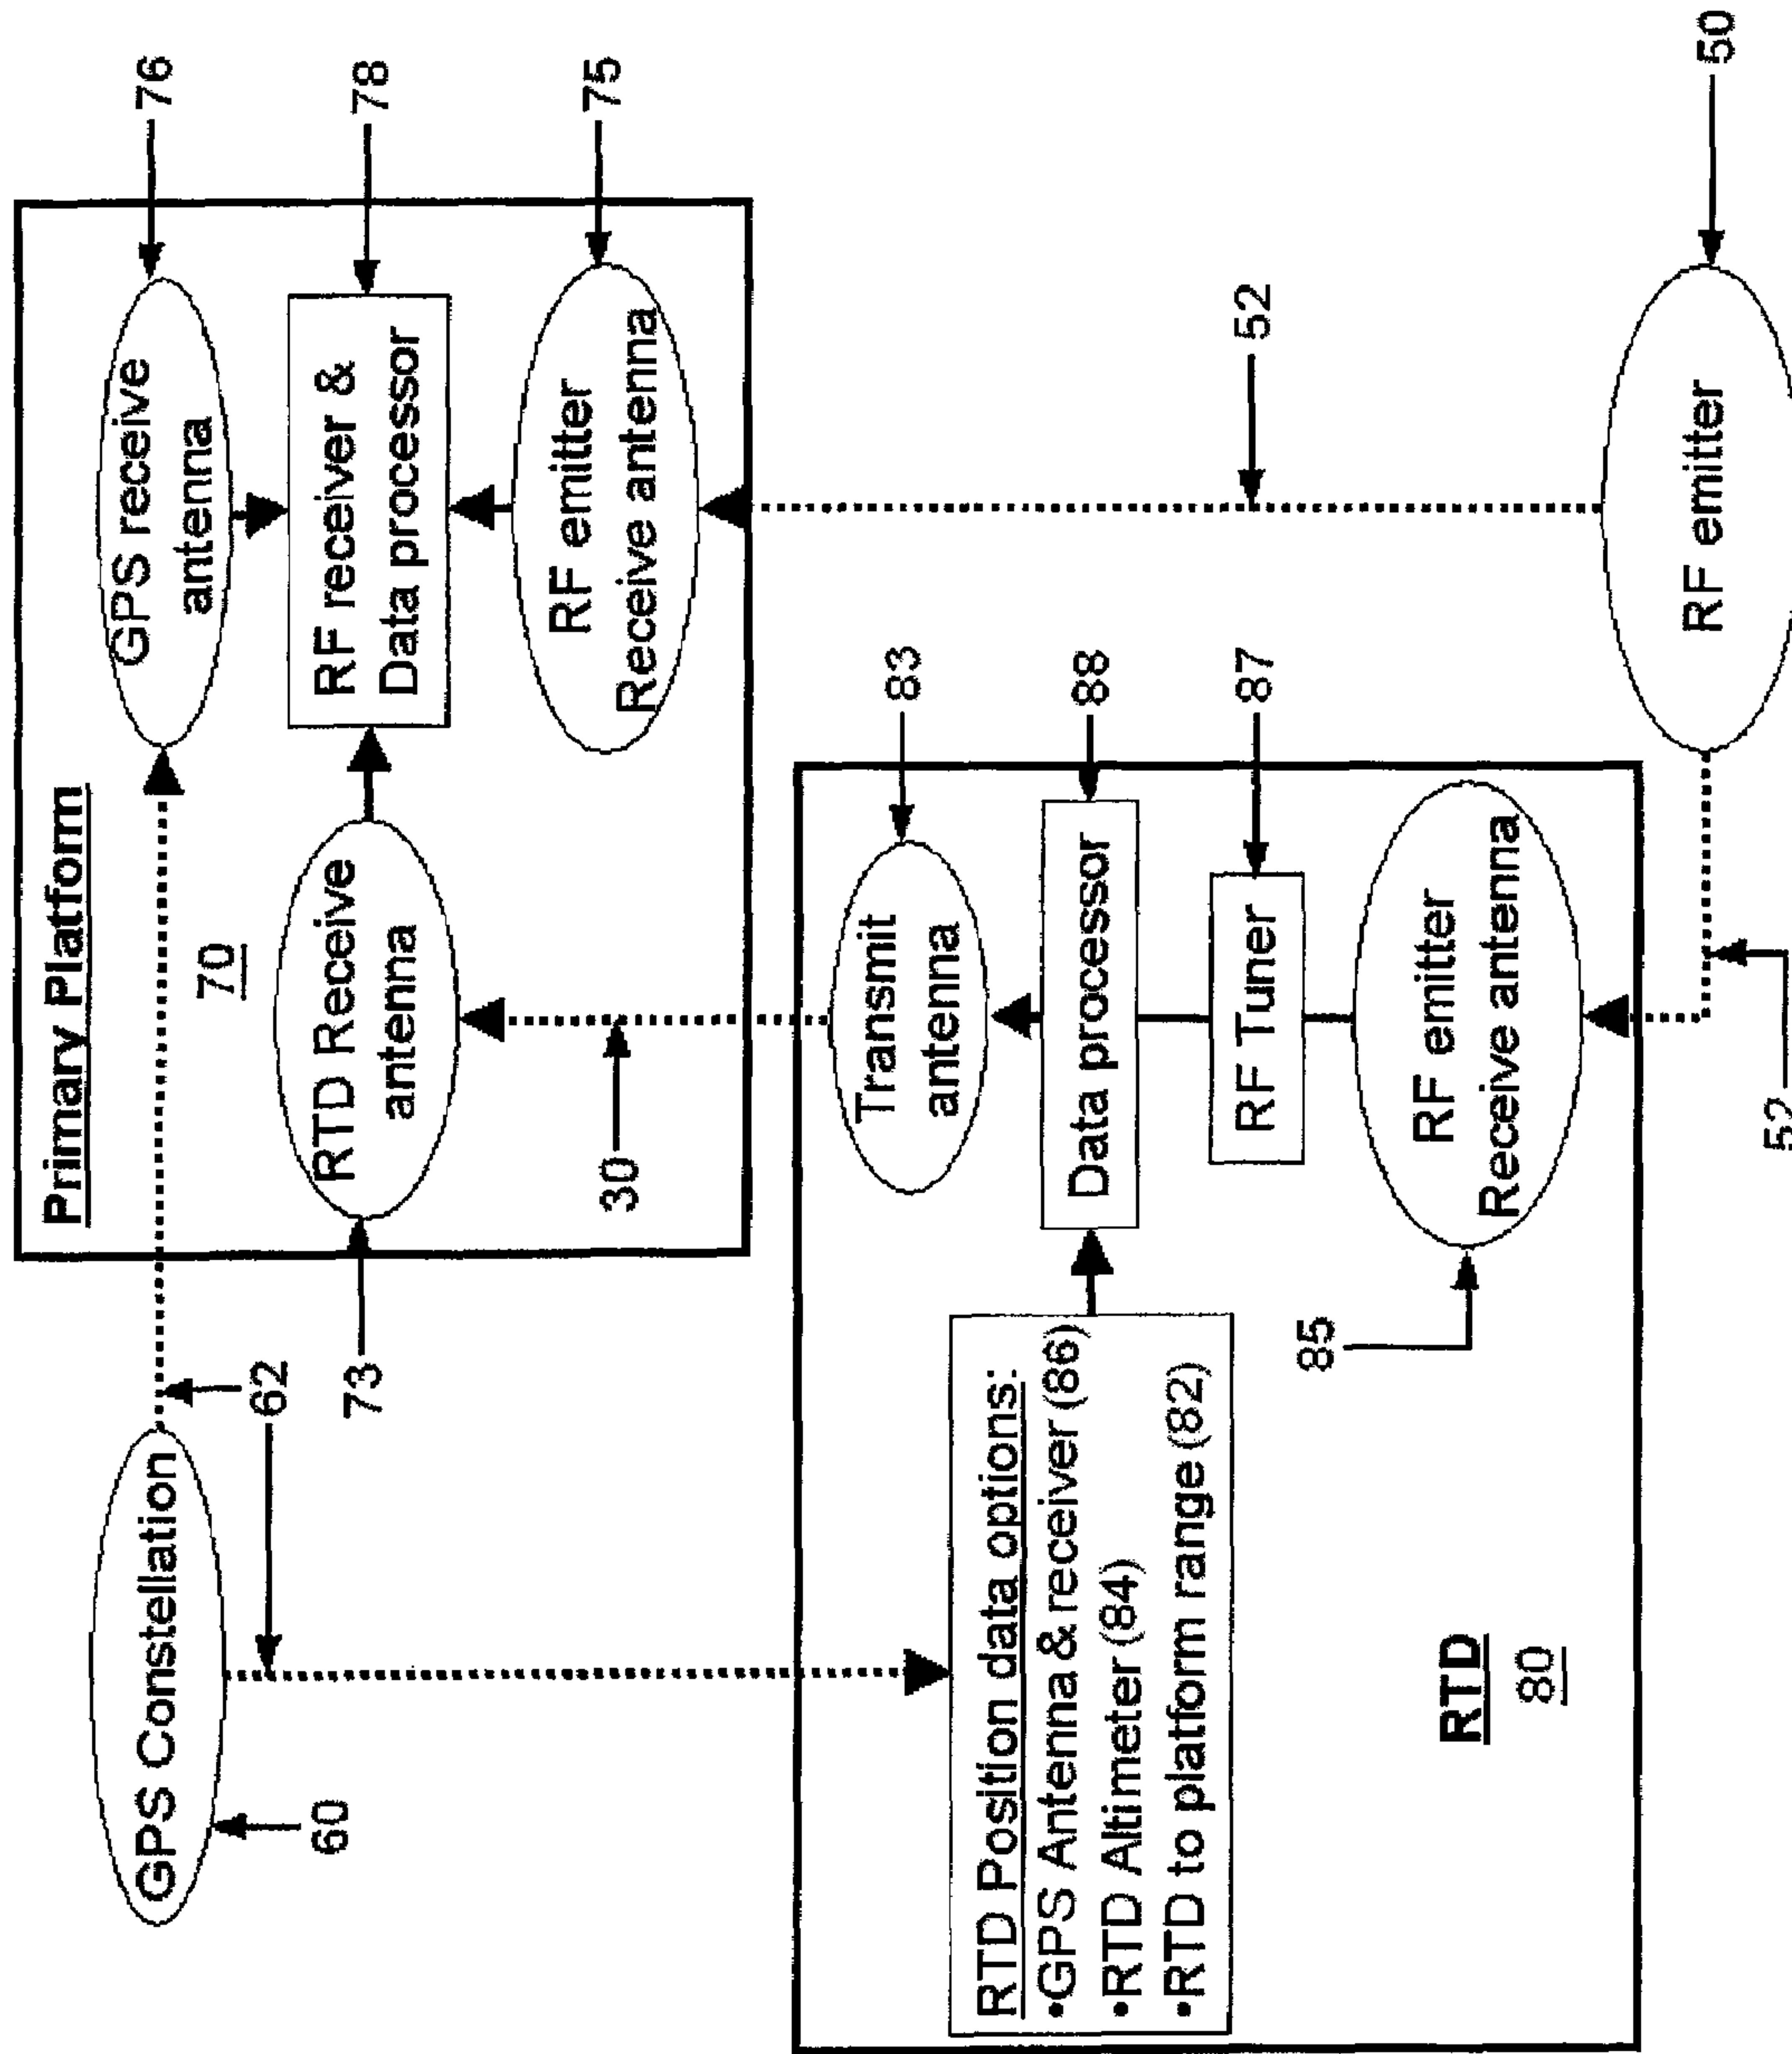 GPS Constellation
60
62
73
Primary Platform
70
GPS receive
antenna
76
RTD Receive
antenna
RF receiver &
Data processor
78
RF emitter
Receive antenna
75
30
52
RTD Position data options:
•GPS Antenna & receiver (86)
•RTD Altimeter (84)
•RTD to platform range (82)
RTD
80
Transmit
antenna
83
Data processor
88
RF Tuner
87
RF emitter
Receive antenna
85
RF emitter
50
52